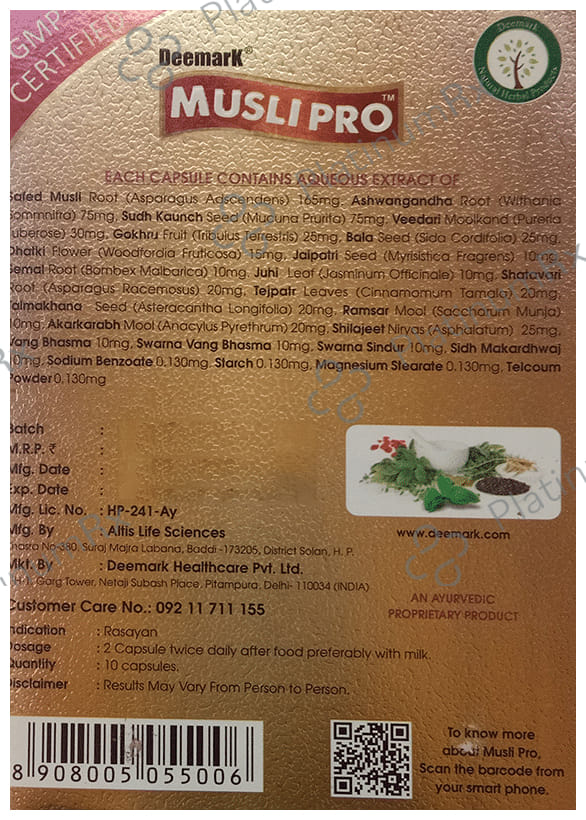 GMP
CERTIFIED
Deemark®
MUSLI PRO™
Deemark
Natural Herbal Products
EACH CAPSULE CONTAINS AQUEOUS EXTRACT OF
Safed Musli Root (Asparagus Adscendens) 165mg, Ashwangandha Root (Withania
Sommnifra) 75mg, Sudh Kaunch Seed (Mucuna Prurita) 75mg, Veedari Moolkand (Pureria
Tuberose) 30mg, Gokhru Fruit (Tribulus Terrestris) 25mg, Bala Seed (Sida Cordifolia) 25mg,
Dhatki Flower (Woodfordia Fruticosa) mg, Jaipatri Seed (Myrisistica Fragrens) 10mg,
Semal Root (Bombex Malbarica) 10mg, Juhi Leaf (Jasminum Officinale) 10mg, Shatavari
Root (Asparagus Racemosus) 20mg, Tejpatr Leaves (Cinnamomum Tamala) 20mg,
Talmakhana Seed (Asteracantha Longifolia) 20mg, Ramsar Mool (Saccharum Munja)
0mg, Akarkarabh Mool (Anacylus Pyrethrum) 20mg, Shilajeet Niryas (Asphalatum) 25mg,
Vang Bhasma 10mg, Swarna Vang Bhasma 10mg, Swarna Sindur 10mg, Sidh Makardhwaj
0mg, Sodium Benzoate 0.130mg, Starch 0.130mg, Magnesium Stearate 0.130mg, Telcoum
Powder 0.130mg
Batch :
M.R.P. ₹ :
Mfg. Date :
Exp. Date :
Mfg. Lic. No. : HP-241-Ay
Mfg. By : Altis Life Sciences
Khasra No-380, Suraj Majra Labana, Baddi -173205, District Solan, H. P.
Mkt. By : Deemark Healthcare Pvt. Ltd.
H-1, Garg Tower, Netaji Subash Place, Pitampura, Delhi- 110034 (INDIA)
Customer Care No.: 092 11 711 155
www.deemark.com
AN AYURVEDIC
PROPRIETARY PRODUCT
Indication : Rasayan
Dosage : 2 Capsule twice daily after food preferably with milk.
Quantity : 10 capsules.
Disclaimer : Results May Vary From Person to Person.
8 908005 055006
To know more
about Musli Pro,
Scan the barcode from
your smart phone.